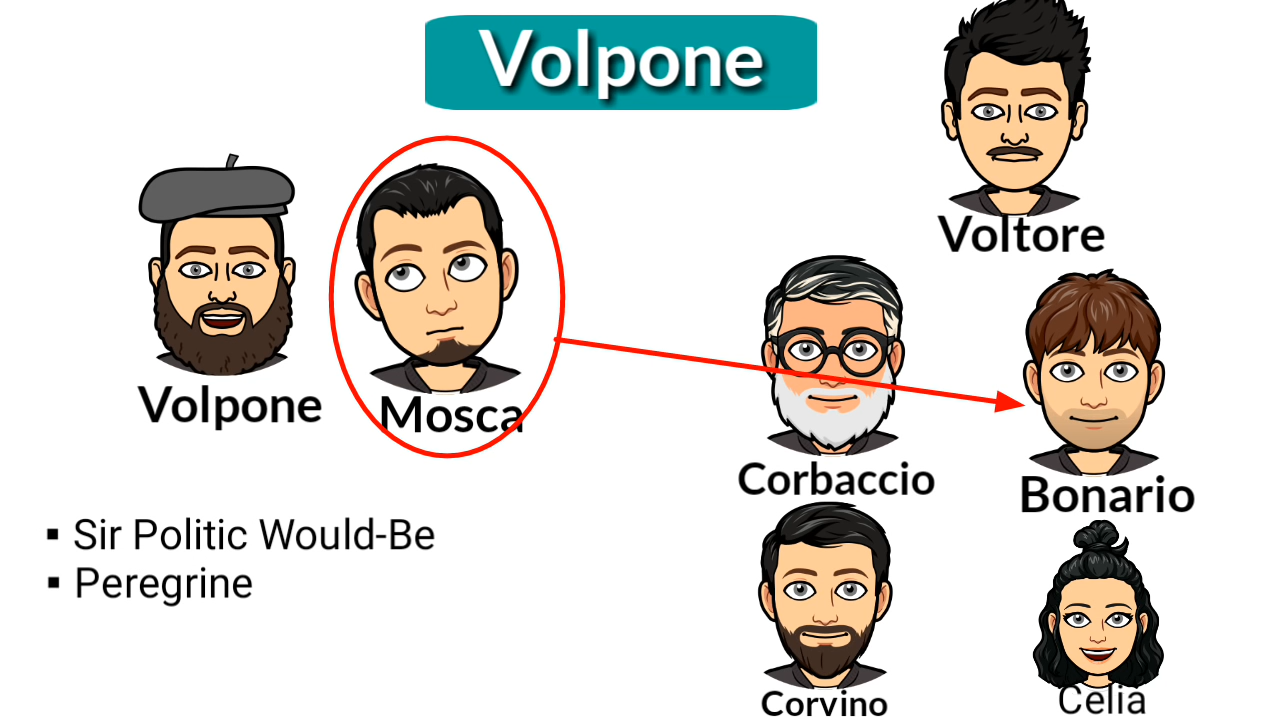 Volpone
Voltore
Volpone
Mosca
Corbaccio
Bonario
▪ Sir Politic Would-Be
▪ Peregrine
Corvino
Celia